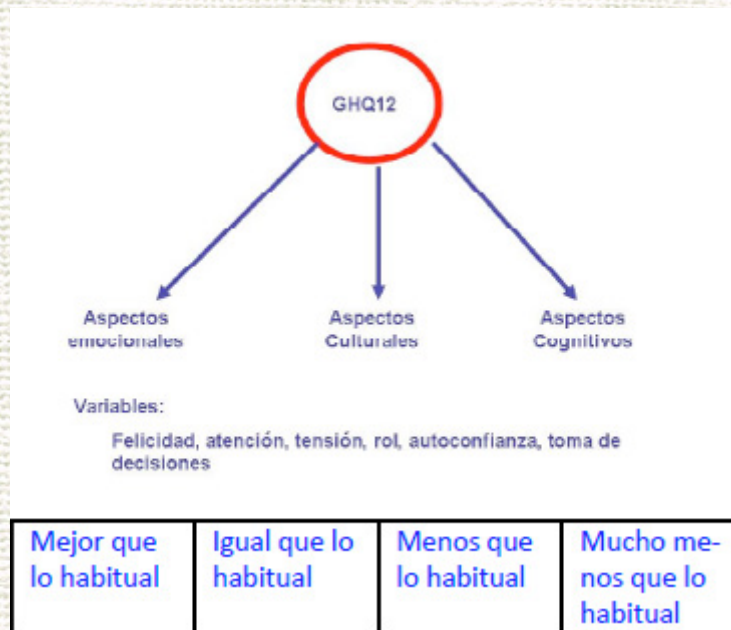 GHQ12
Aspectos
emocionales
Aspectos
Culturales
Aspectos
Cognitivos
Variables:
Felicidad, atención, tensión, rol, autoconfianza, toma de
decisiones
Mejor que
lo habitual
Igual que lo
habitual
Menos que
lo habitual
Mucho me-
nos que lo
habitual